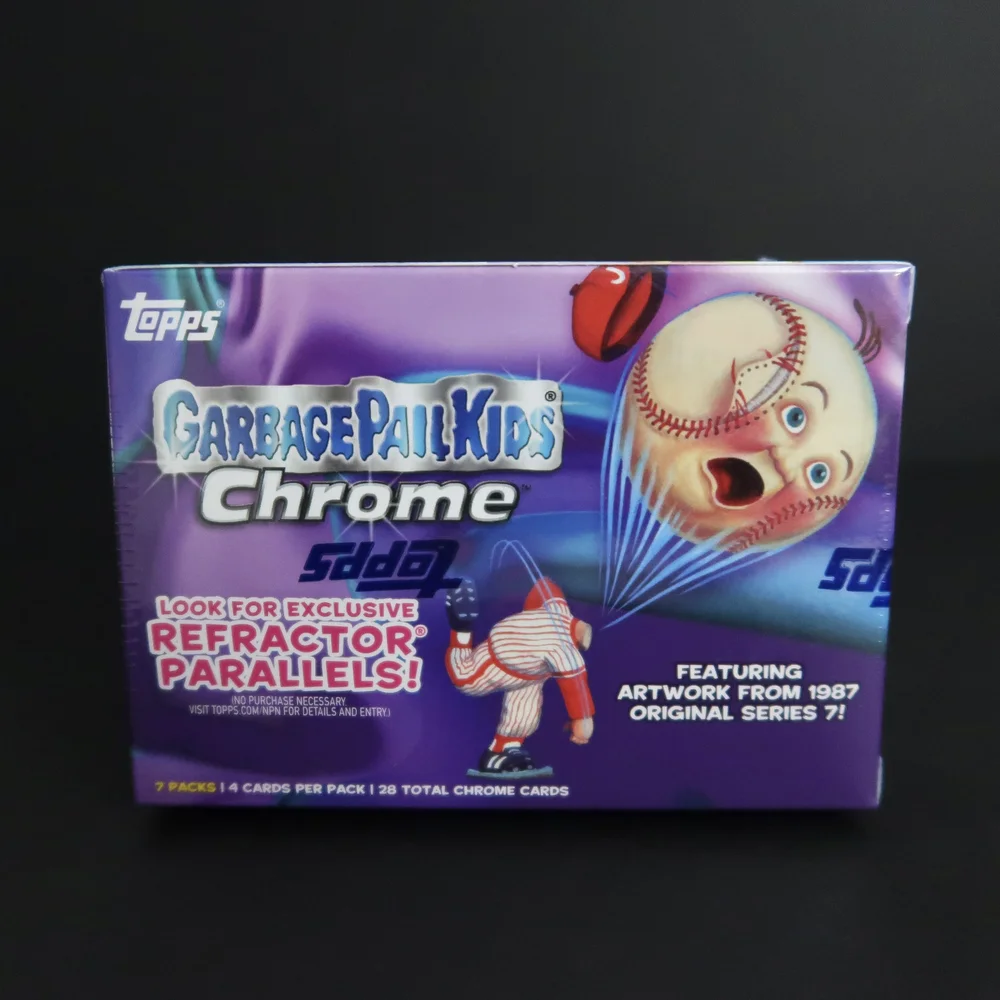 TOPPS®
GARBAGE PAIL KIDS®
Chrome™
Topps
Topps
LOOK FOR EXCLUSIVE
REFRACTOR®
PARALLELS!
(NO PURCHASE NECESSARY.
VISIT TOPPS.COM/NPN FOR DETAILS AND ENTRY.)
FEATURING
ARTWORK FROM 1987
ORIGINAL SERIES 7!
7 PACKS | 4 CARDS PER PACK | 28 TOTAL CHROME CARDS